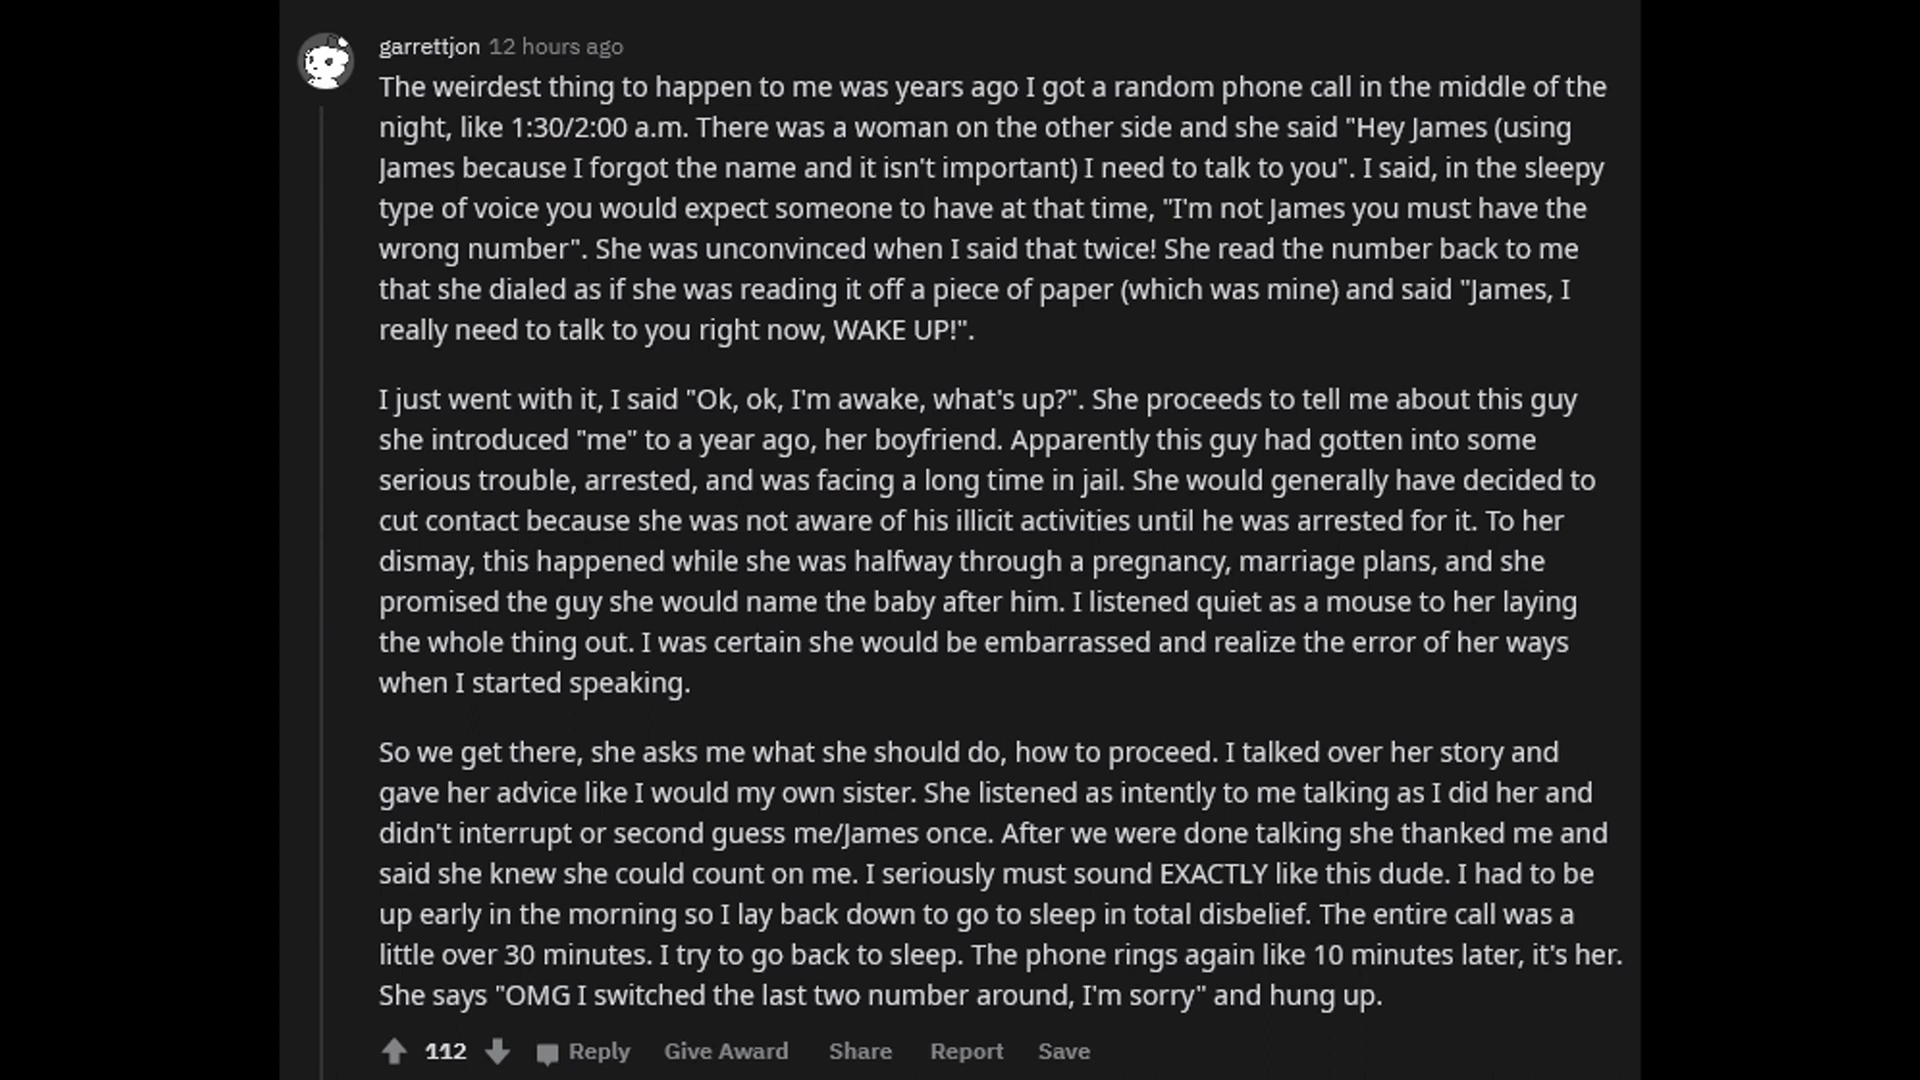 garrettjon 12 hours ago
The weirdest thing to happen to me was years ago I got a random phone call in the middle of the
night, like 1:30/2:00 a.m. There was a woman on the other side and she said "Hey James (using
James because I forgot the name and it isn't important) I need to talk to you". I said, in the sleepy
type of voice you would expect someone to have at that time, "I'm not James you must have the
wrong number". She was unconvinced when I said that twice! She read the number back to me
that she dialed as if she was reading it off a piece of paper (which was mine) and said "James, I
really need to talk to you right now, WAKE UP!".
I just went with it, I said "Ok, ok, I'm awake, what's up?". She proceeds to tell me about this guy
she introduced "me" to a year ago, her boyfriend. Apparently this guy had gotten into some
serious trouble, arrested, and was facing a long time in jail. She would generally have decided to
cut contact because she was not aware of his illicit activities until he was arrested for it. To her
dismay, this happened while she was halfway through a pregnancy, marriage plans, and she
promised the guy she would name the baby after him. I listened quiet as a mouse to her laying
the whole thing out. I was certain she would be embarrassed and realize the error of her ways
when I started speaking.
So we get there, she asks me what she should do, how to proceed. I talked over her story and
gave her advice like I would my own sister. She listened as intently to me talking as I did her and
didn't interrupt or second guess me/James once. After we were done talking she thanked me and
said she knew she could count on me. I seriously must sound EXACTLY like this dude. I had to be
up early in the morning so I lay back down to go to sleep in total disbelief. The entire call was a
little over 30 minutes. I try to go back to sleep. The phone rings again like 10 minutes later, it's her.
She says "OMG I switched the last two number around, I'm sorry" and hung up.
112 Reply Give Award Share Report Save